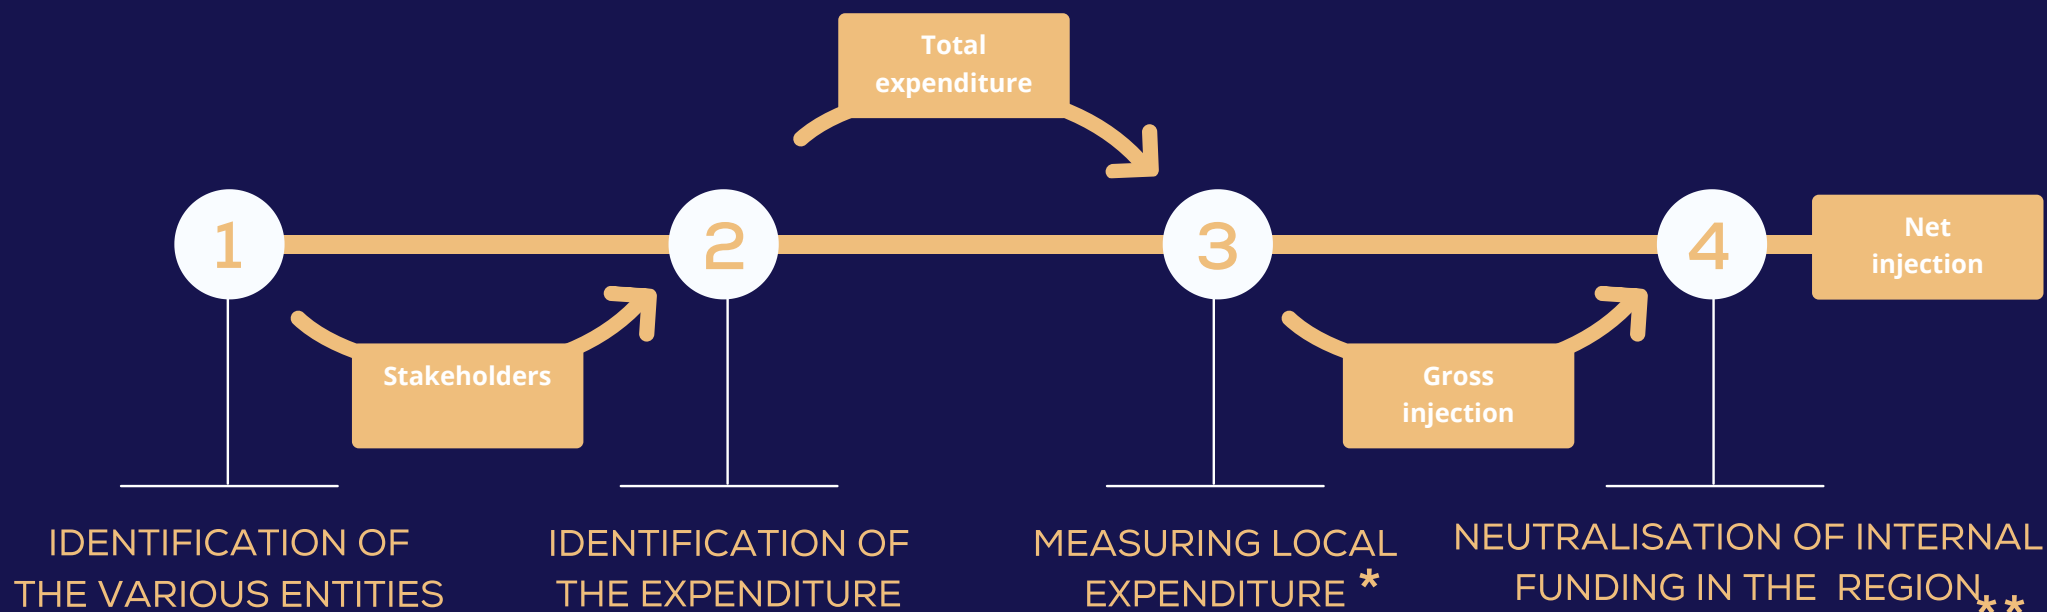 Total
expenditure
1
2
3
4
Net
injection
Stakeholders
Gross
injection
IDENTIFICATION OF
THE VARIOUS ENTITIES
IDENTIFICATION OF
THE EXPENDITURE
MEASURING LOCAL
EXPENDITURE *
NEUTRALISATION OF INTERNAL
FUNDING IN THE REGION**